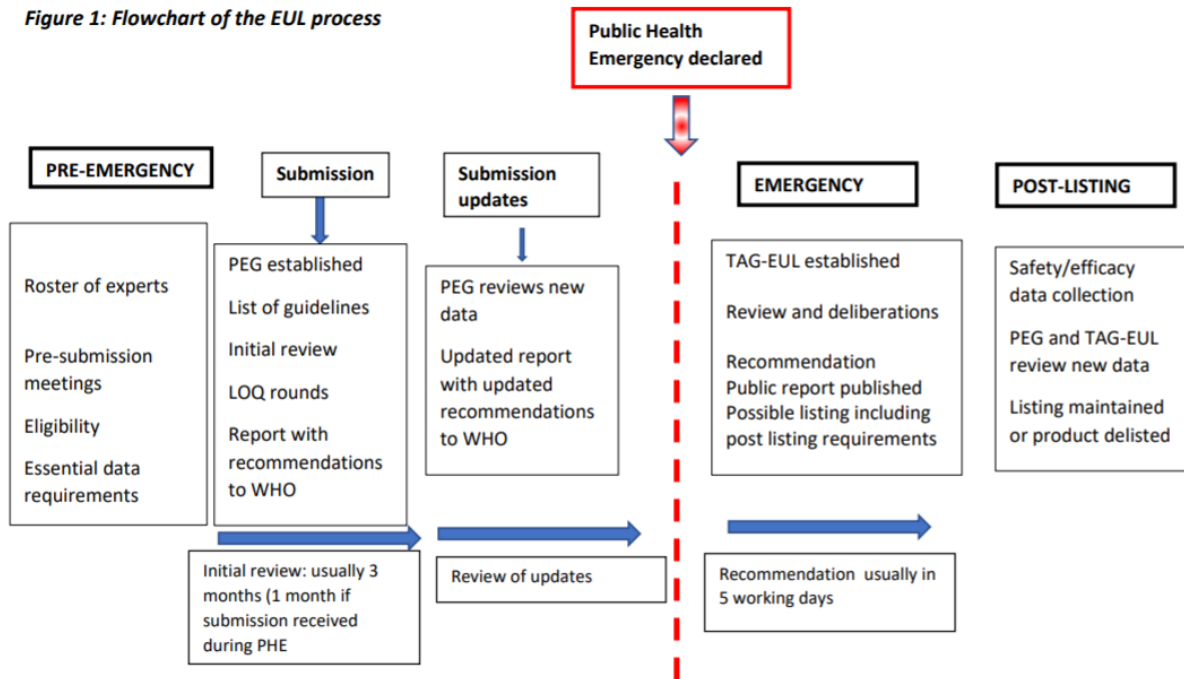 Figure 1: Flowchart of the EUL process
Public Health
Emergency declared
PRE-EMERGENCY
Submission
Submission
updates
EMERGENCY
POST-LISTING
Roster of experts
Pre-submission
meetings
Eligibility
Essential data
requirements
PEG established
List of guidelines
Initial review
LOQ rounds
Report with
recommendations
to WHO
PEG reviews new
data
Updated report
with updated
recommendations
to WHO
TAG-EUL established
Review and deliberations
Recommendation
Public report published
Possible listing including
post listing requirements
Safety/efficacy
data collection
PEG and TAG-EUL
review new data
Listing maintained
or product delisted
Initial review: usually 3
months (1 month if
submission received
during PHE
Review of updates
Recommendation usually in
5 working days